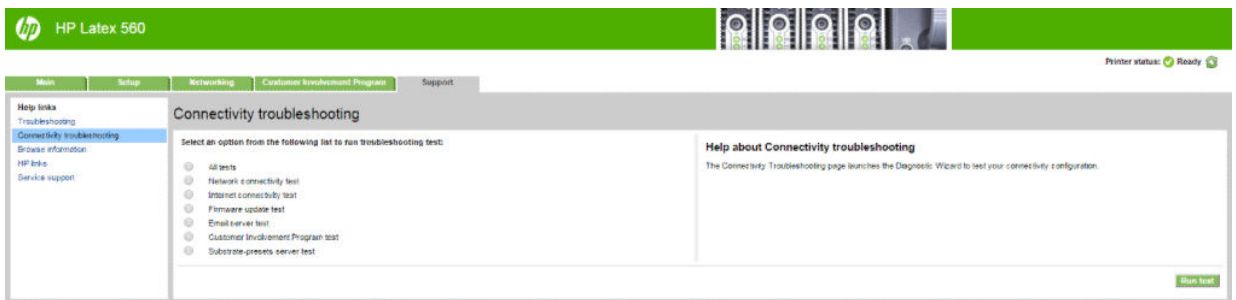 hp HP Latex 560
Printer status: Ready
Main Setup Networking Customer Involvement Program Support
Help links
Troubleshooting
Connectivity troubleshooting
Browse information
HP links
Service support
Connectivity troubleshooting
Select an option from the following list to run troubleshooting test:
All tests
Network connectivity test
Internet connectivity test
Firmware update test
Email server test
Customer Involvement Program test
Substrate-presets server test
Help about Connectivity troubleshooting
The Connectivity Troubleshooting page launches the Diagnostic Wizard to test your connectivity configuration.
Run test